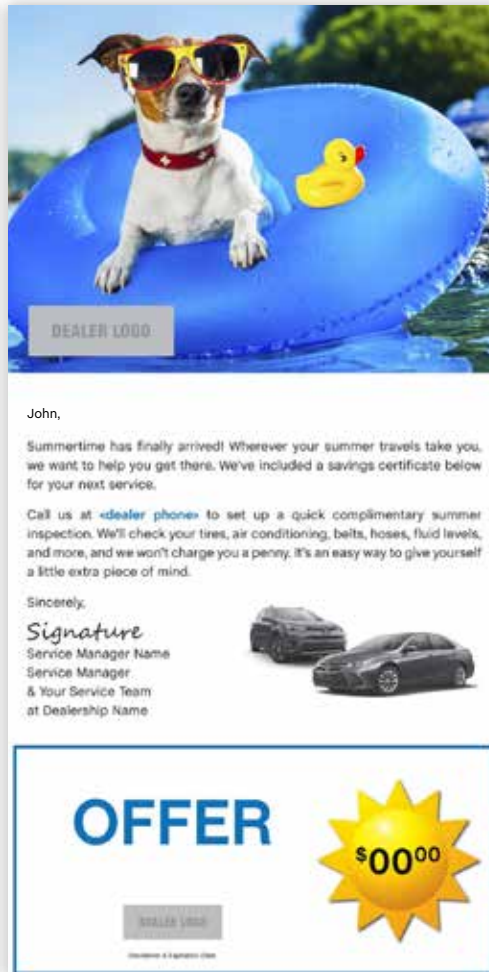 DEALER LOGO
John,
Summertime has finally arrived! Wherever your summer travels take you,
we want to help you get there. We've included a savings certificate below
for your next service.
Call us at <dealer phone> to set up a quick complimentary summer
inspection. We'll check your tires, air conditioning, belts, hoses, fluid levels,
and more, and we won't charge you a penny. It's an easy way to give yourself
a little extra piece of mind.
Sincerely,
Signature
Service Manager Name
Service Manager
& Your Service Team
at Dealership Name
OFFER
$0000
DEALER LOGO
Disclaimer & Expiration Date